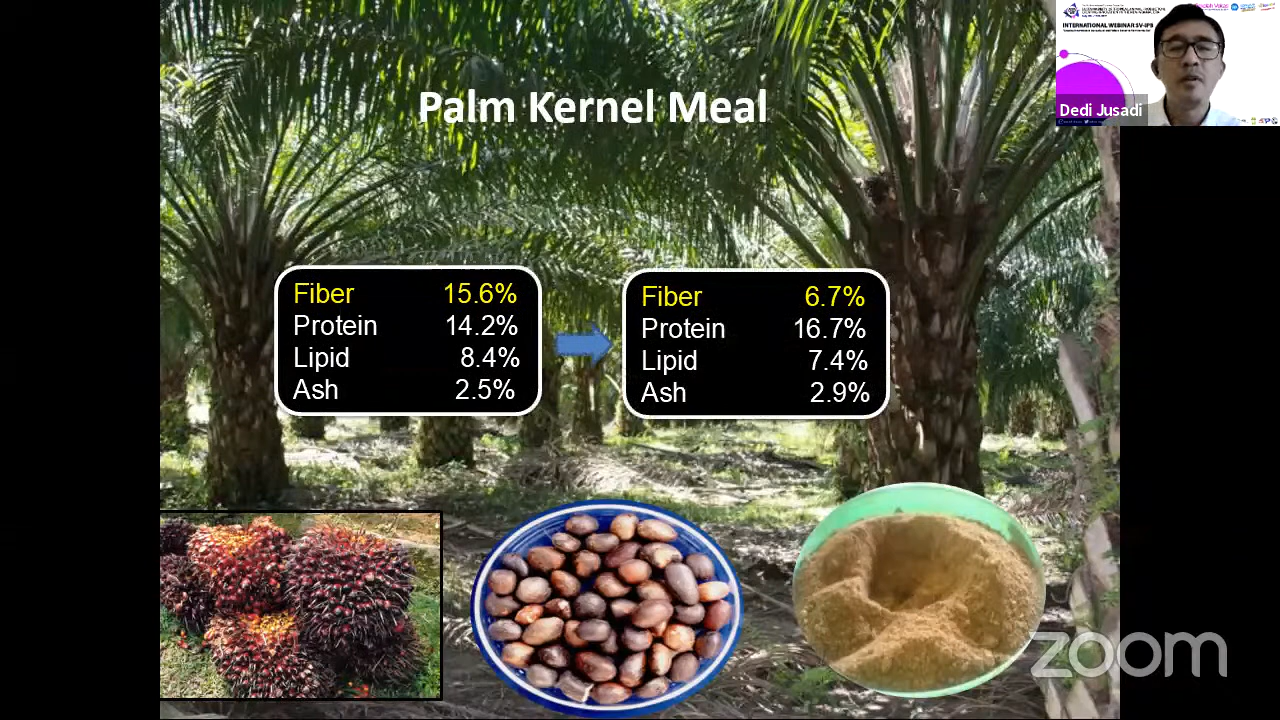 Palm Kernel Meal
Fiber 15.6%
Protein 14.2%
Lipid 8.4%
Ash 2.5%
Fiber 6.7%
Protein 16.7%
Lipid 7.4%
Ash 2.9%
INTERNATIONAL WEBINAR SV-IPB
Dedi Jusadi
zoom